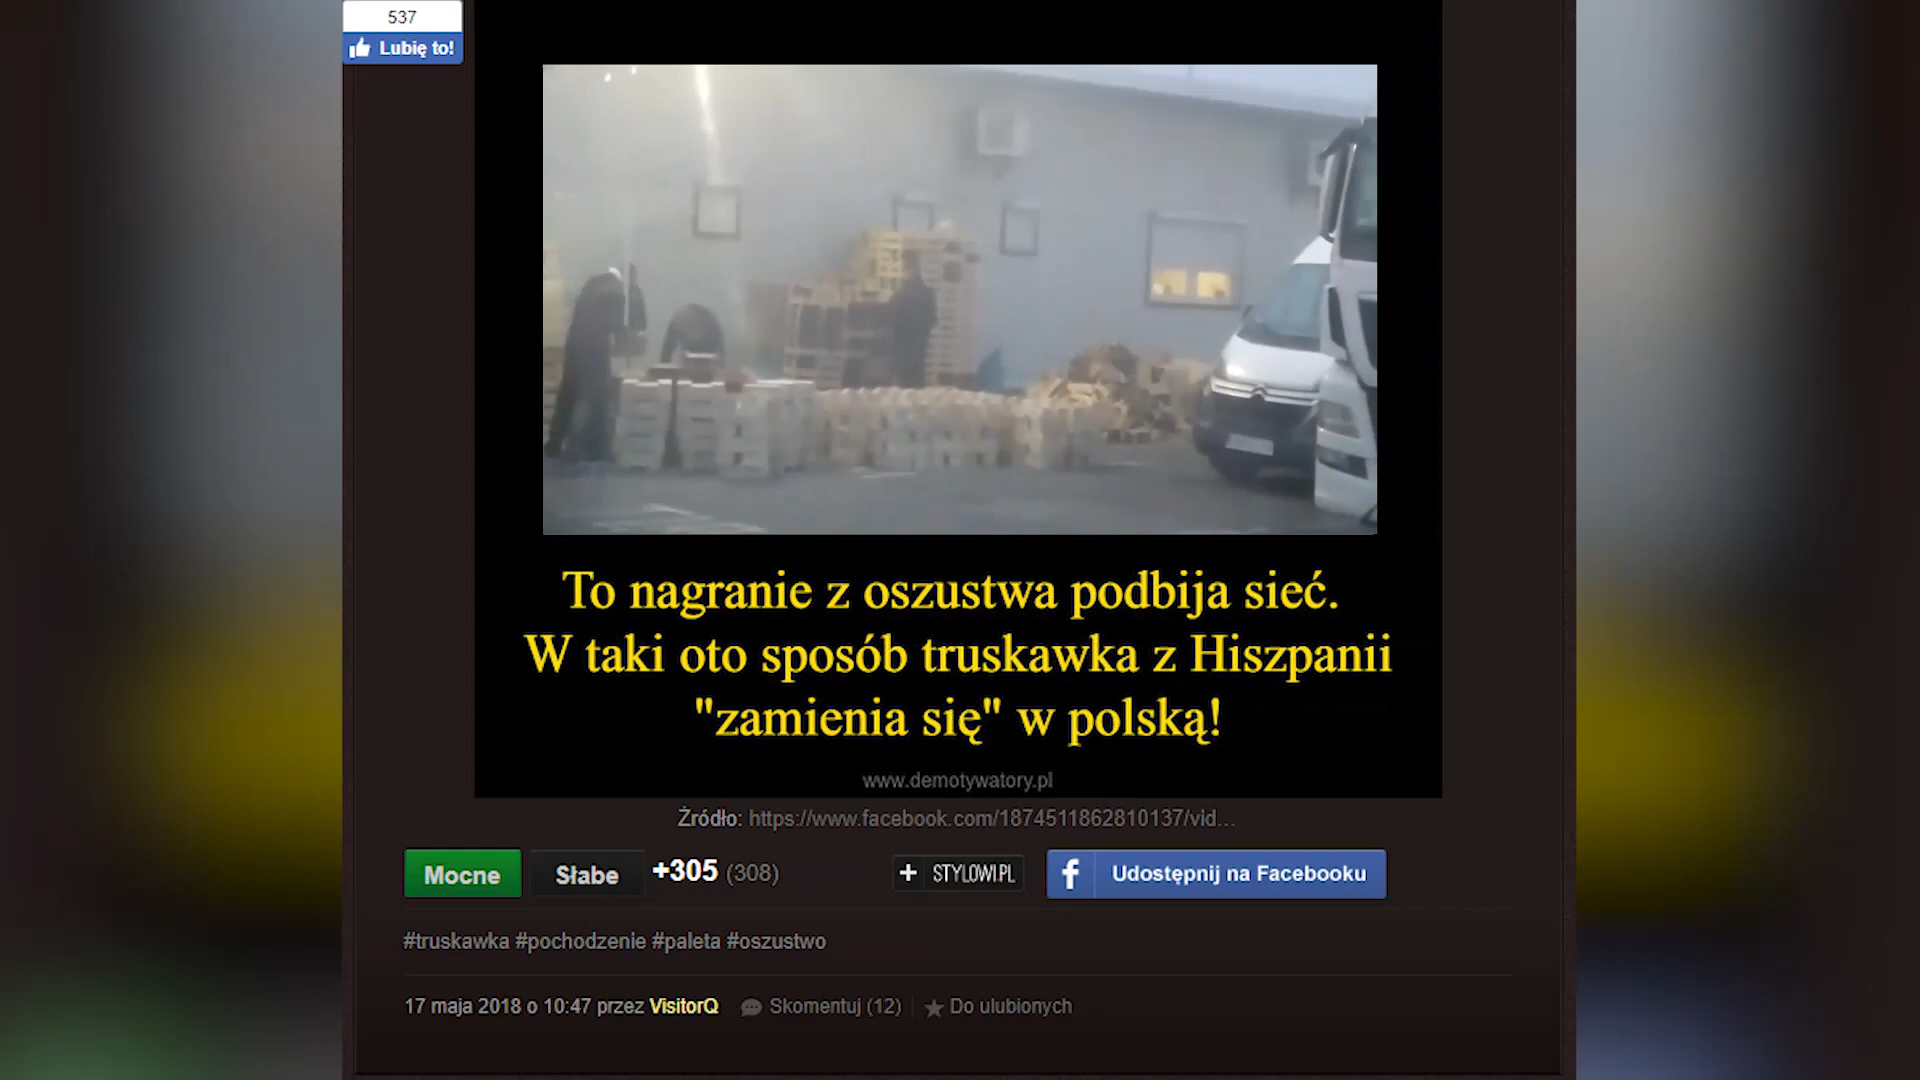 537
Lubię to!
To nagranie z oszustwa podbija sieć.
W taki oto sposób truskawka z Hiszpanii
"zamienia się" w polską!
www.demotywatory.pl
Źródło: https://www.facebook.com/1874511862810137/vid...
Mocne Słabe +305 (308) + STYLOWI.PL f Udostępnij na Facebooku
#truskawka #pochodzenie #paleta #oszustwo
17 maja 2018 o 10:47 przez VisitorQ Skomentuj (12) Do ulubionych